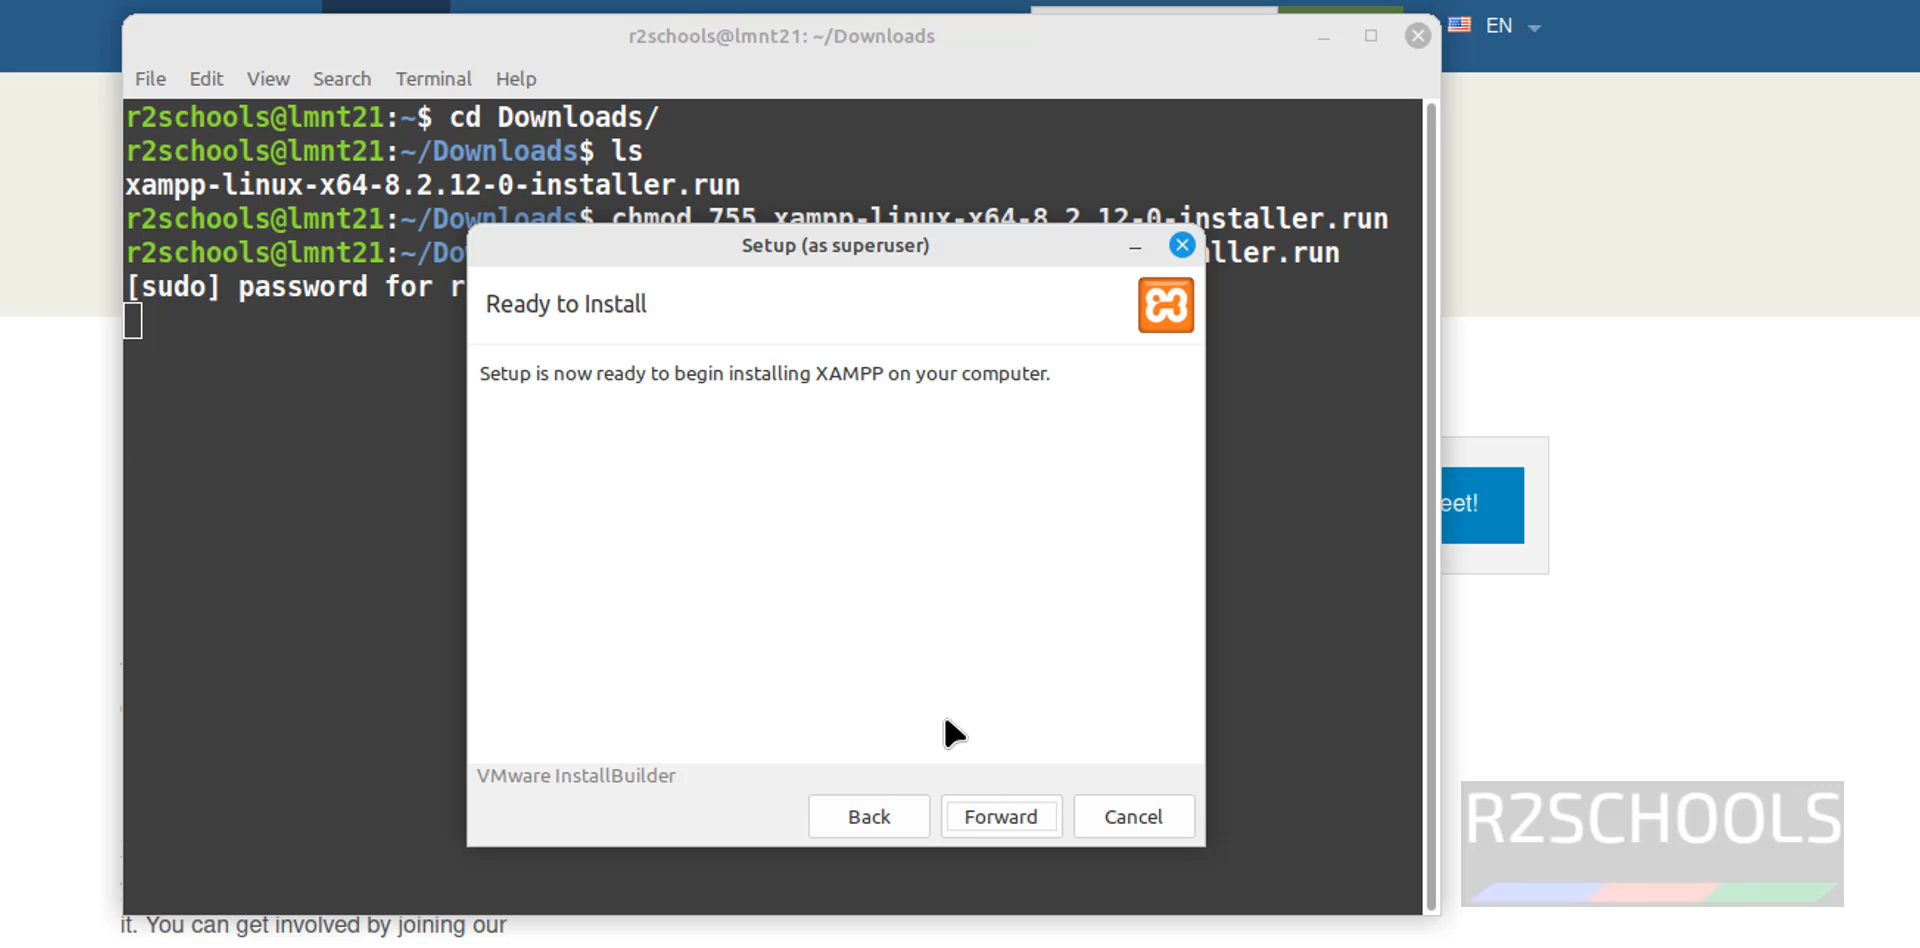 EN
r2schools@lmnt21: ~/Downloads
File Edit View Search Terminal Help
r2schools@lmnt21:~$ cd Downloads/
r2schools@lmnt21:~/Downloads$ ls
xampp-linux-x64-8.2.12-0-installer.run
r2schools@lmnt21:~/Downloads$ chmod 755 xampp-linux-x64-8.2.12-0-installer.run
r2schools@lmnt21:~/Do ller.run
[sudo] password for r
Setup (as superuser)
Ready to Install
Setup is now ready to begin installing XAMPP on your computer.
eet!
VMware InstallBuilder
Back Forward Cancel
R2SCHOOLS
it. You can get involved by joining our